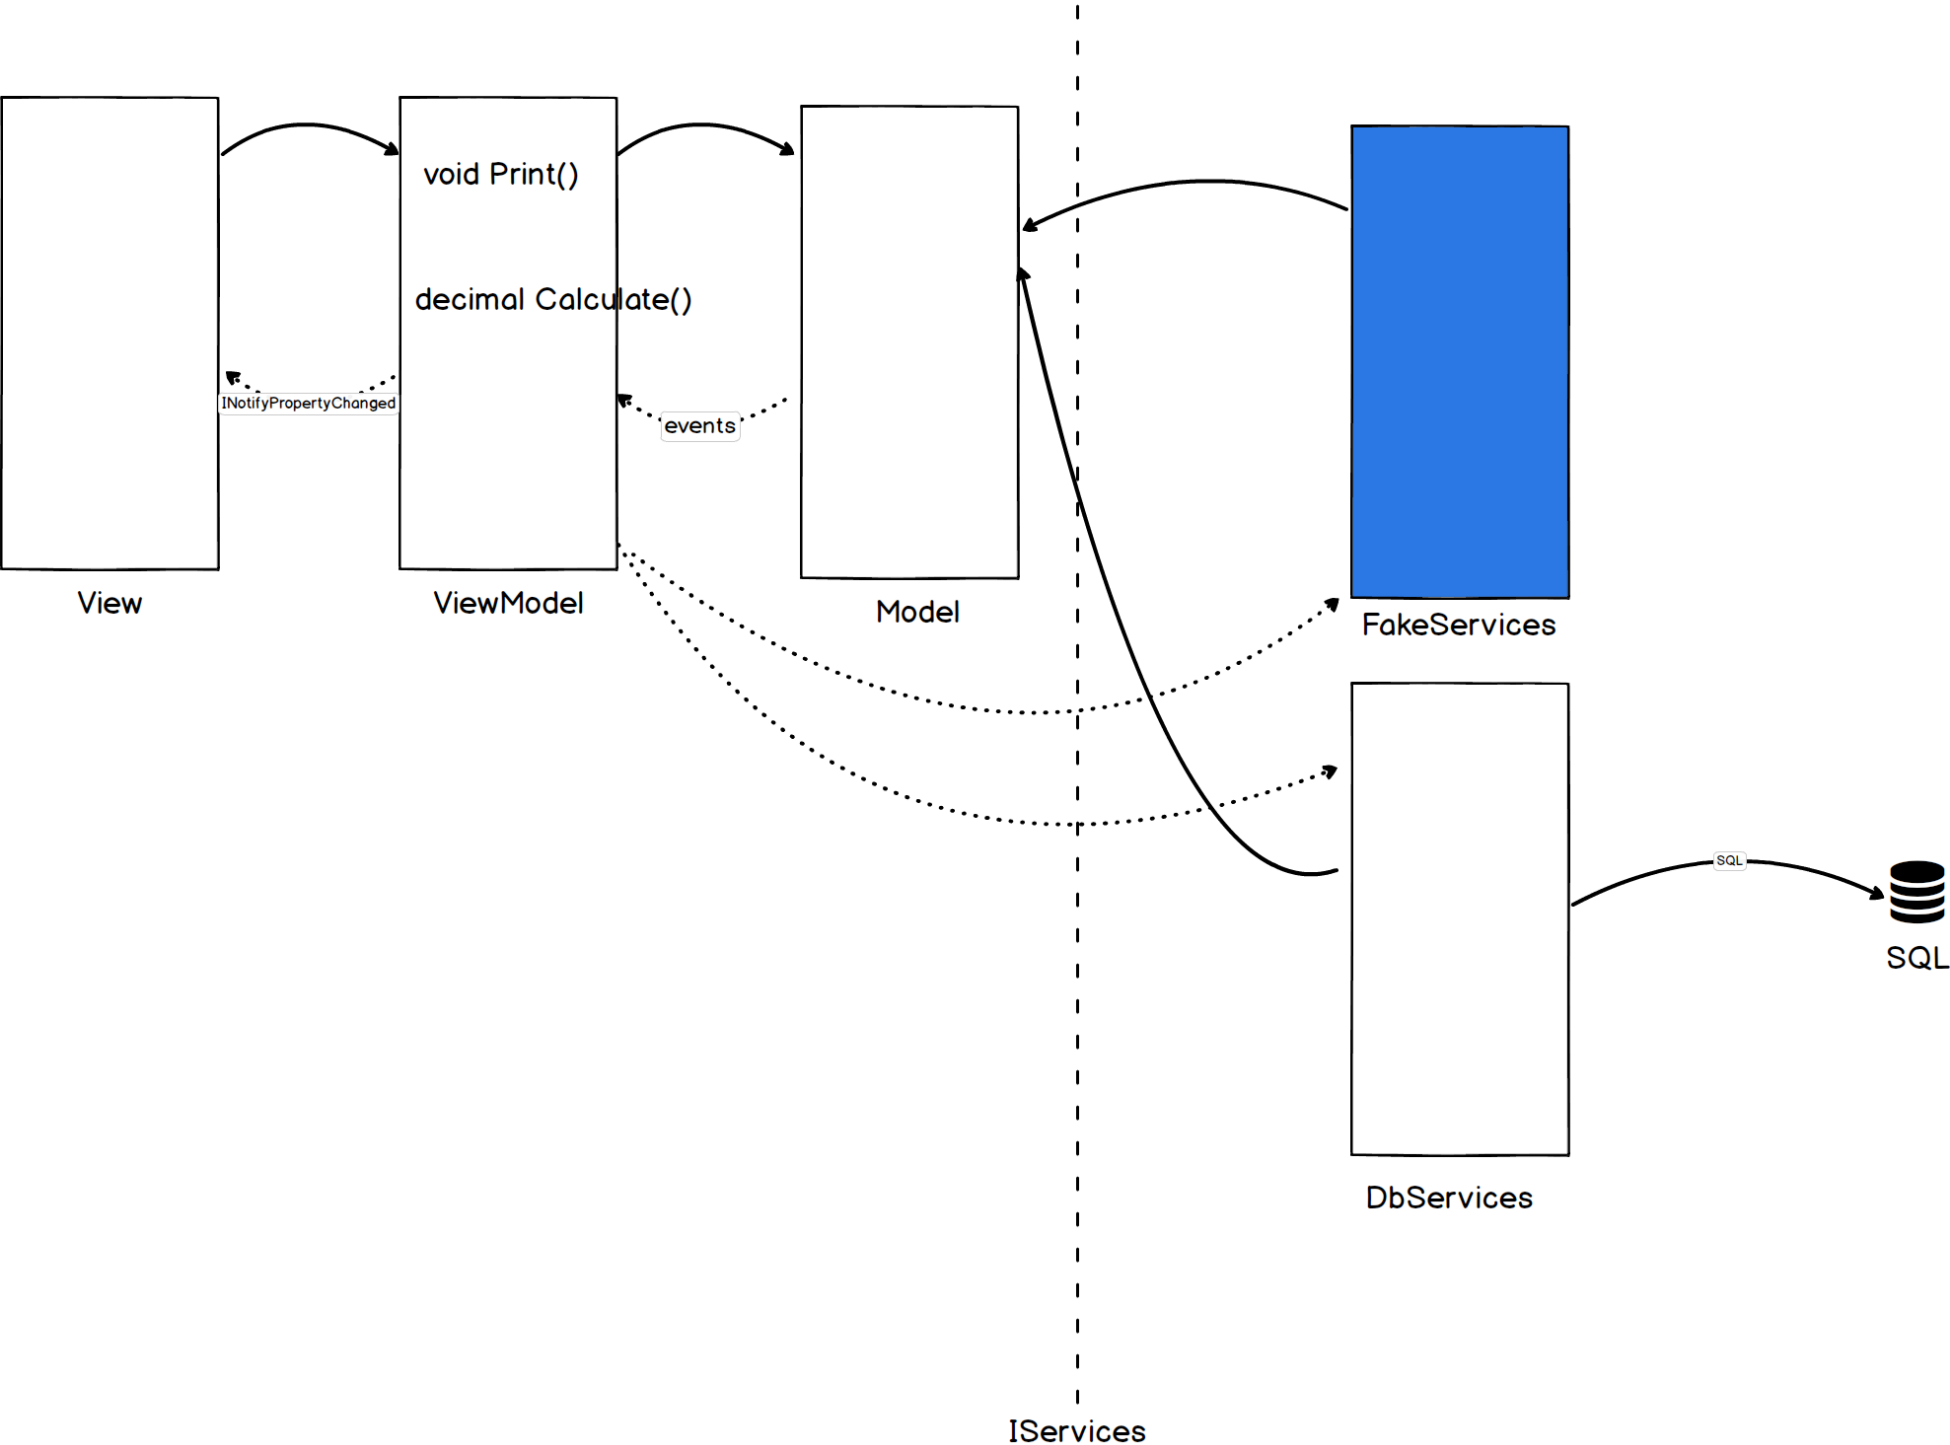 void Print()
decimal Calculate()
INotifyPropertyChanged
events
View
ViewModel
Model
FakeServices
SQL
SQL
DbServices
IServices